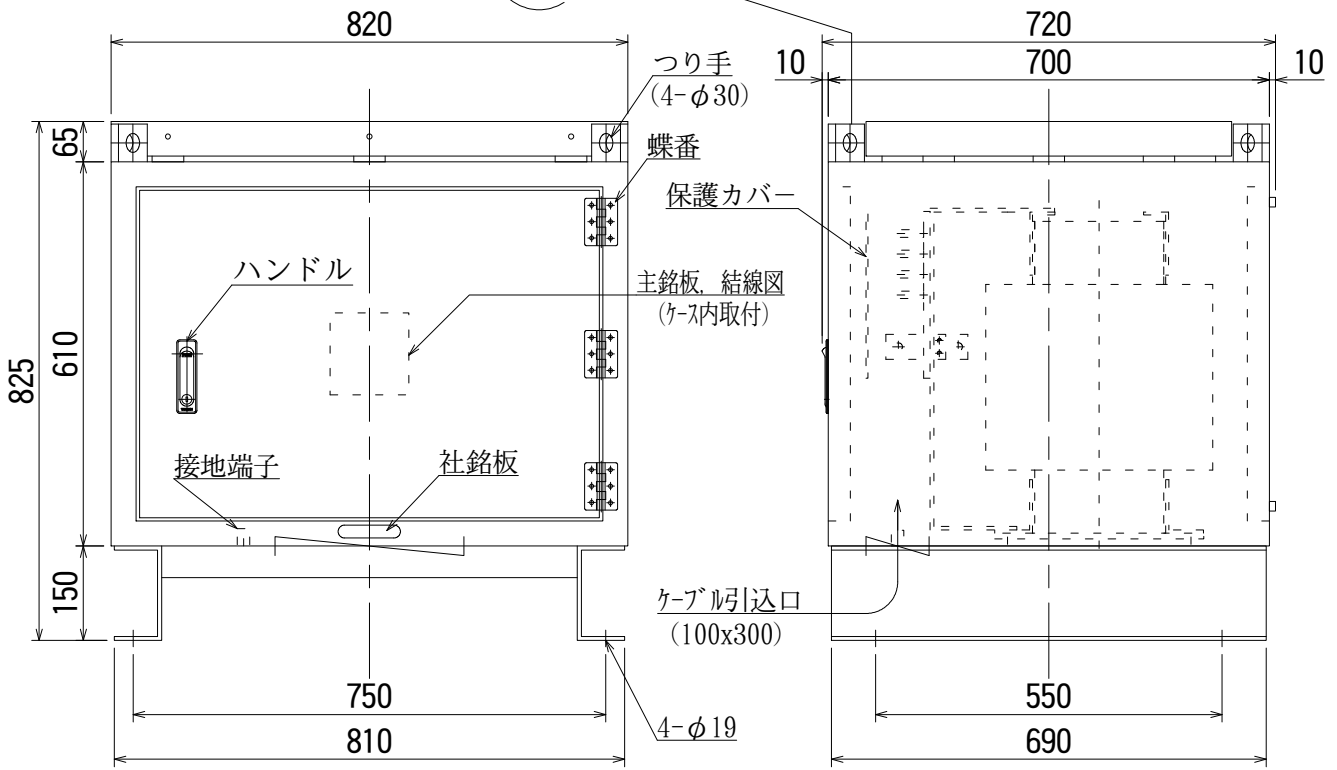 820
720
10
700
10
つり手
(4-φ30)
65
蝶番
保護カバー
ハンドル
主銘板, 結線図
(ケース内取付)
825
610
接地端子
社銘板
150
ケーブル引込口
(100x300)
750
550
4-φ19
810
690